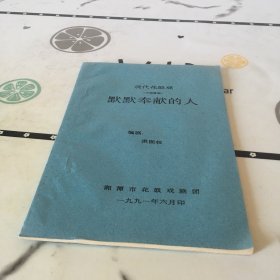 现代花鼓戏
默默奉献的人
编剧
湘潭市花鼓戏剧团
一九九一年六月印